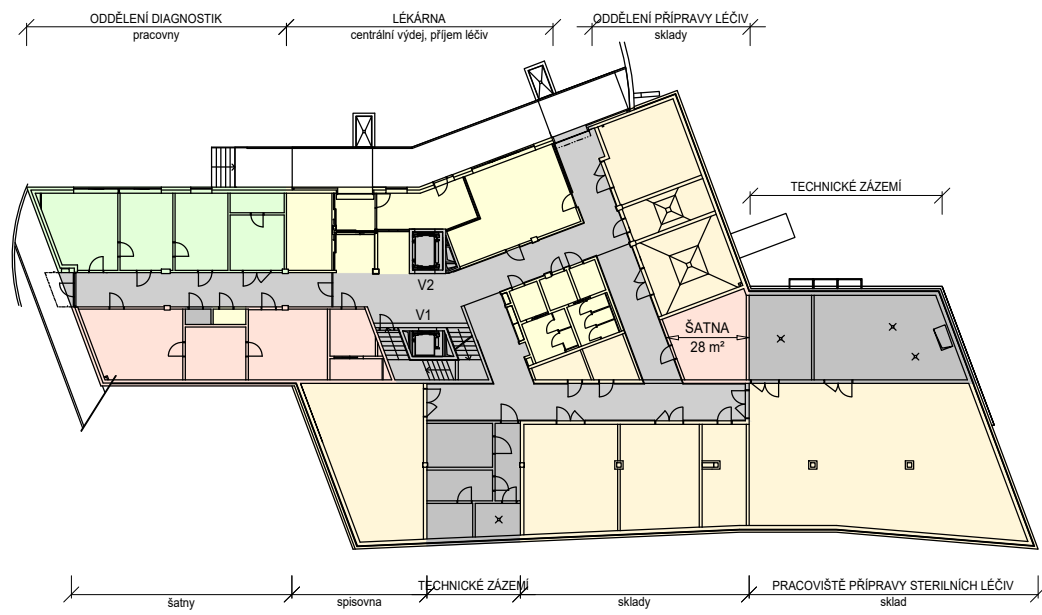 ODDĚLENÍ DIAGNOSTIK
pracovny
LÉKÁRNA
centrální výdej, příjem léčiv
ODDĚLENÍ PŘÍPRAVY LÉČIV
sklady
TECHNICKÉ ZÁZEMÍ
V2
V1
ŠATNA
28 m²
šatny
spisovna
TECHNICKÉ ZÁZEMÍ
sklady
PRACOVIŠTĚ PŘÍPRAVY STERILNÍCH LÉČIV
sklad